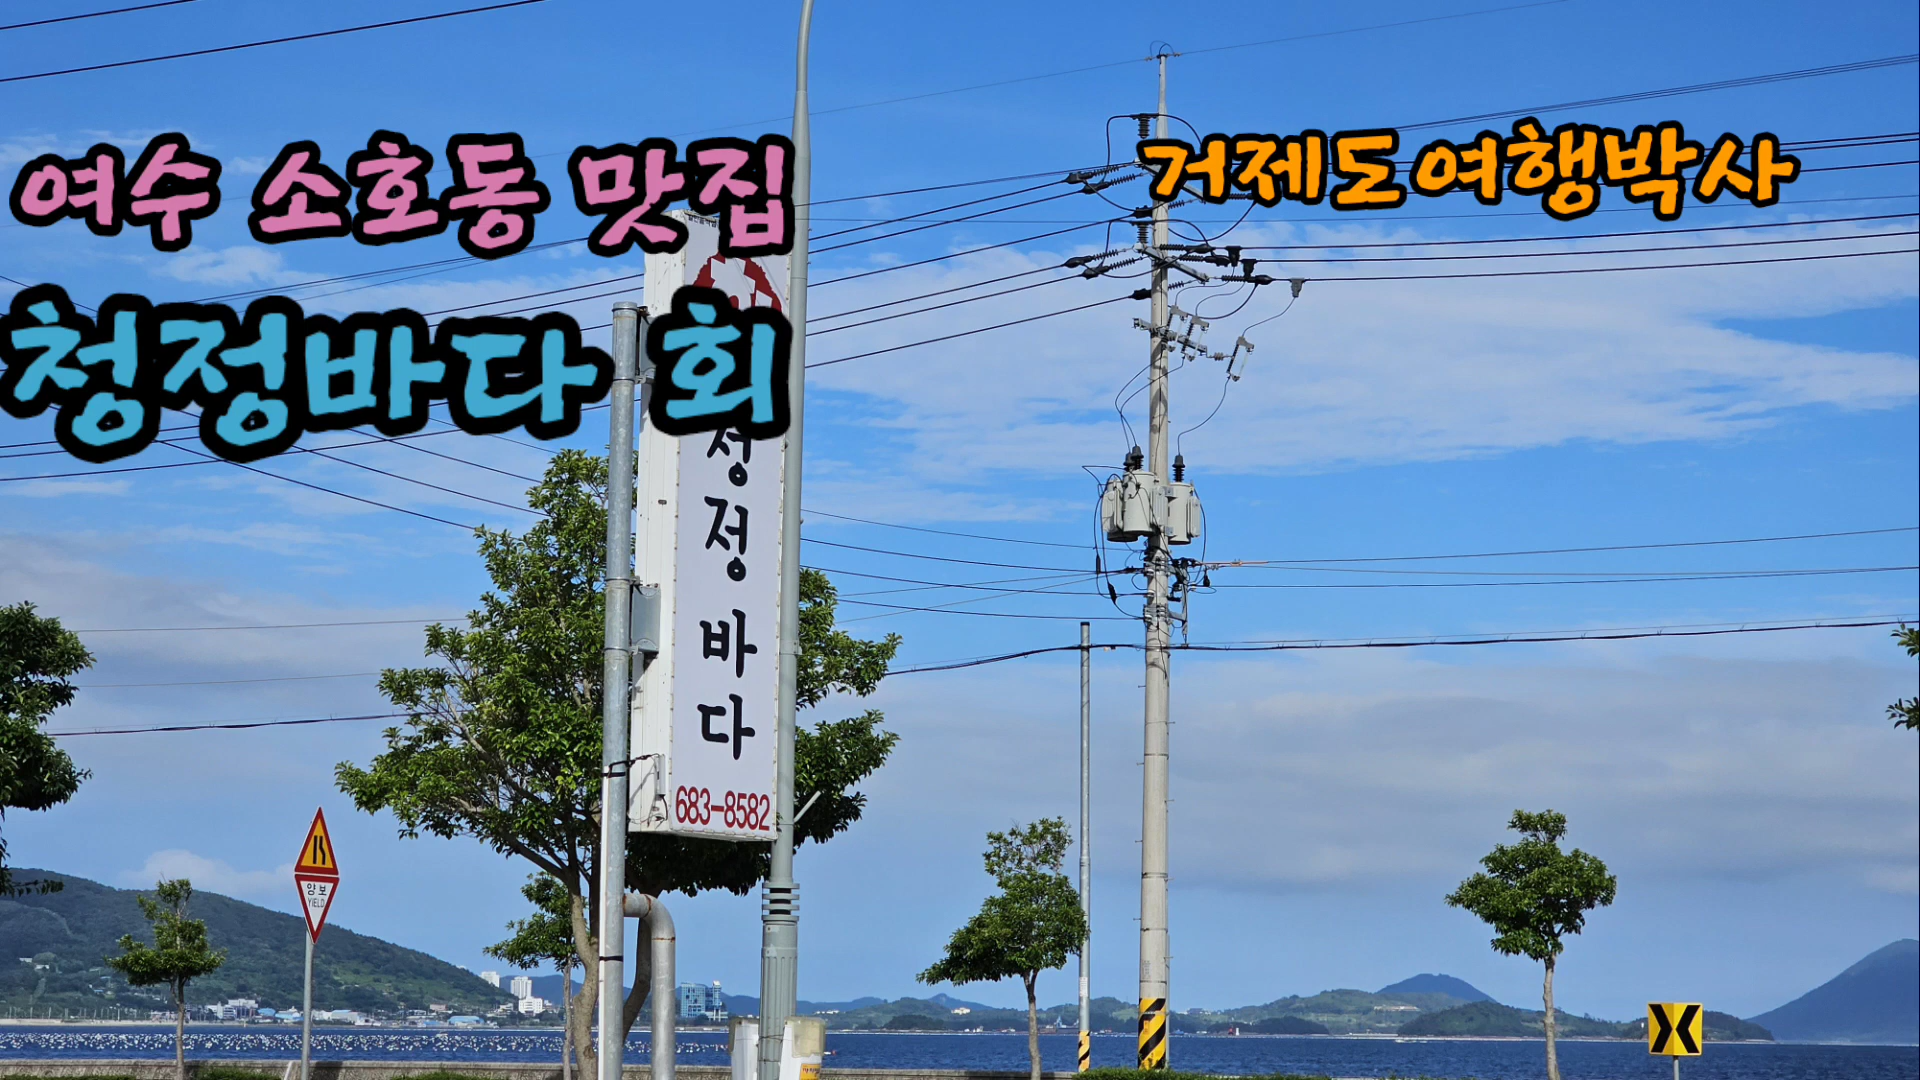 여수 소호동 맛집
거제도여행박사
청정바다 회
정
바
다
683-8582
양보
YIELD